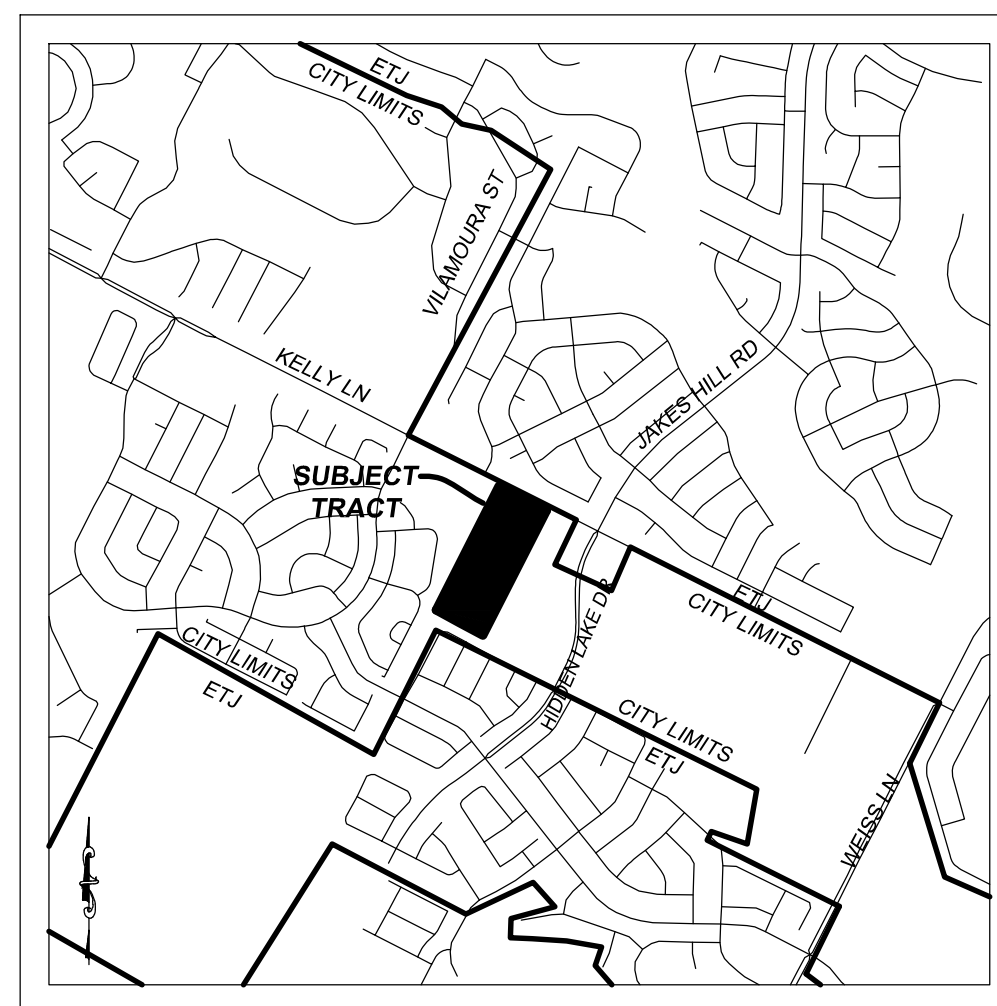 ETJ
CITY LIMITS
VILAMOURA ST
KELLY LN
JAKES HILL RD
SUBJECT
TRACT
ETJ
CITY LIMITS
HIDDEN LAKE DR
CITY LIMITS
ETJ
CITY LIMITS
ETJ
WEISS LN